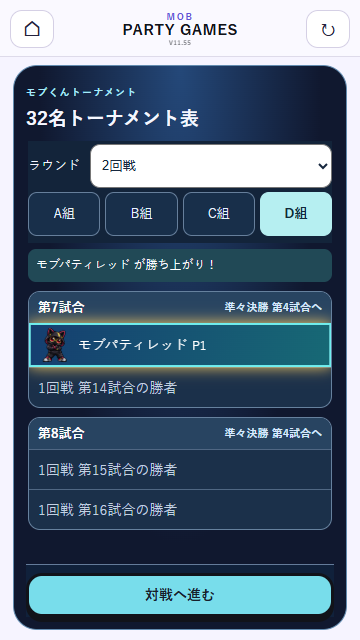 MOB
PARTY GAMES
V11.55
モブくんトーナメント
32名トーナメント表
ラウンド 2回戦
A組 B組 C組 D組
モブパティレッド が勝ち上がり！
第7試合 準々決勝 第4試合へ
モブパティレッド P1
1回戦 第14試合の勝者
第8試合 準々決勝 第4試合へ
1回戦 第15試合の勝者
1回戦 第16試合の勝者
対戦へ進む